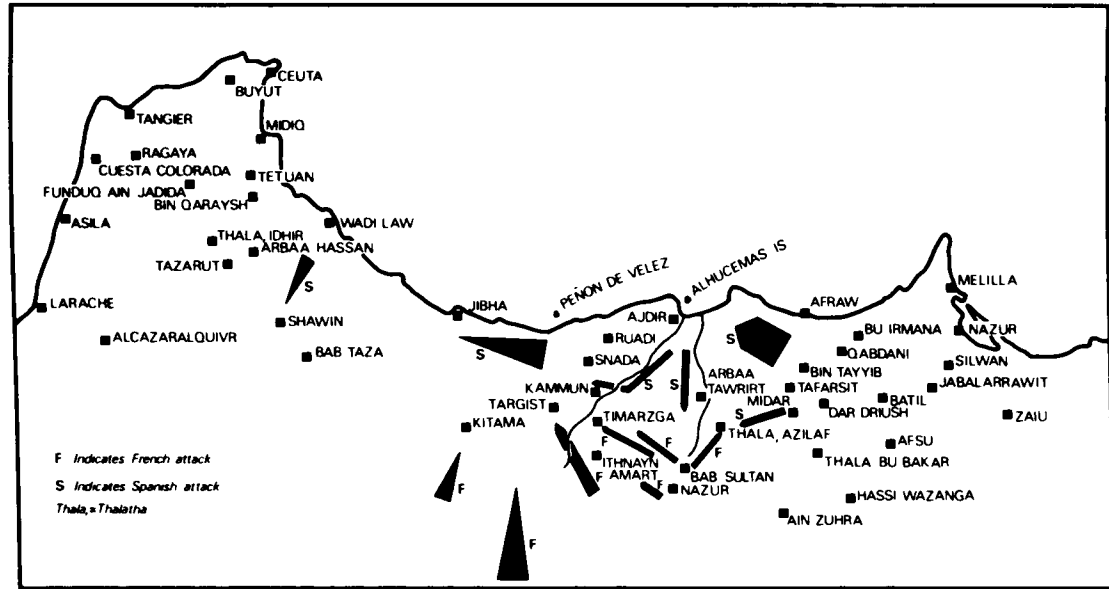 CEUTA
BUYUT
TANGIER
MIDIQ
RAGAYA
CUESTA COLORADA
TETUAN
FUNDUQ AIN JADIDA
BIN QARAYSH
ASILA
WADI LAW
THALA, IDHIR
ARBAA HASSAN
TAZARUT
S
LARACHE
SHAWIN
ALCAZARALQUIVR
BAB TAZA
JIBHA
PEÑON DE VELEZ
ALHUCEMAS IS
AJDIR
AFRAW
MELILLA
RUADI
S
BU IRMANA
NAZUR
S
SNADA
QABDANI
SILWAN
S
S
ARBAA
TAWRIRT
BIN TAYYIB
TAFARSIT
JABALARRAWIT
KAMMUN
TARGIST
MIDAR
S
DAR DRIUSH
BATIL
ZAIU
KITAMA
TIMARZGA
THALA, AZILAF
F
F
F
AFSU
ITHNAYN
AMART
F
BAB SULTAN
THALA BU BAKAR
F
NAZUR
F
HASSI WAZANGA
AIN ZUHRA
F
F Indicates French attack
S Indicates Spanish attack
Thala,=Thalatha